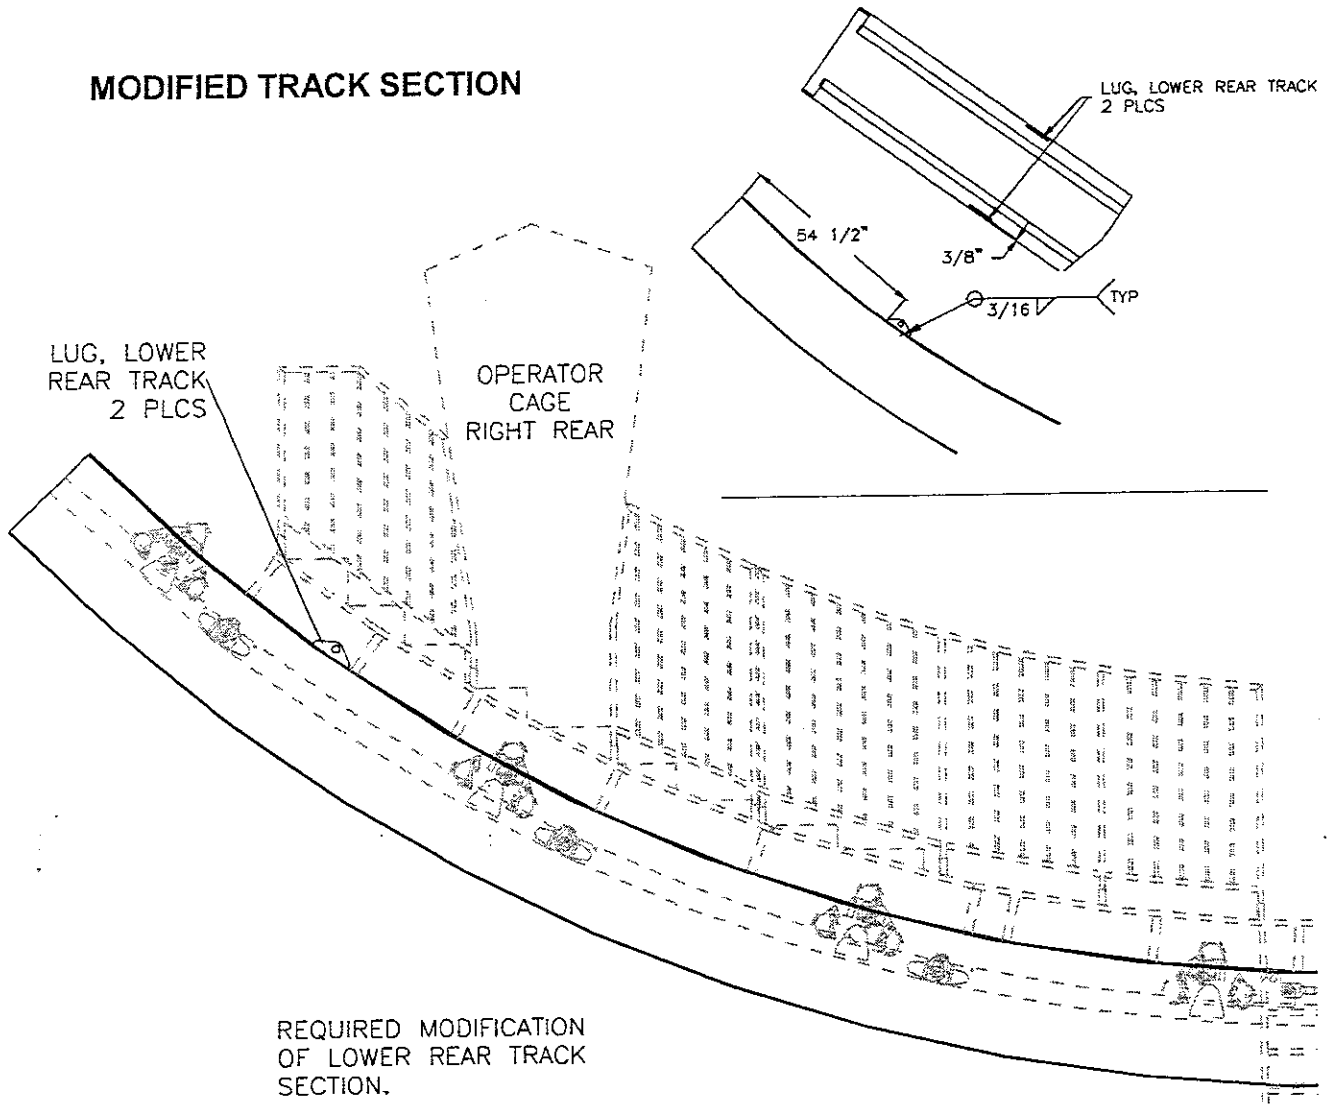 MODIFIED TRACK SECTION
LUG, LOWER REAR TRACK
2 PLCS
54 1/2"
3/8"
3/16
TYP
LUG, LOWER
REAR TRACK
2 PLCS
OPERATOR
CAGE
RIGHT REAR
REQUIRED MODIFICATION
OF LOWER REAR TRACK
SECTION.